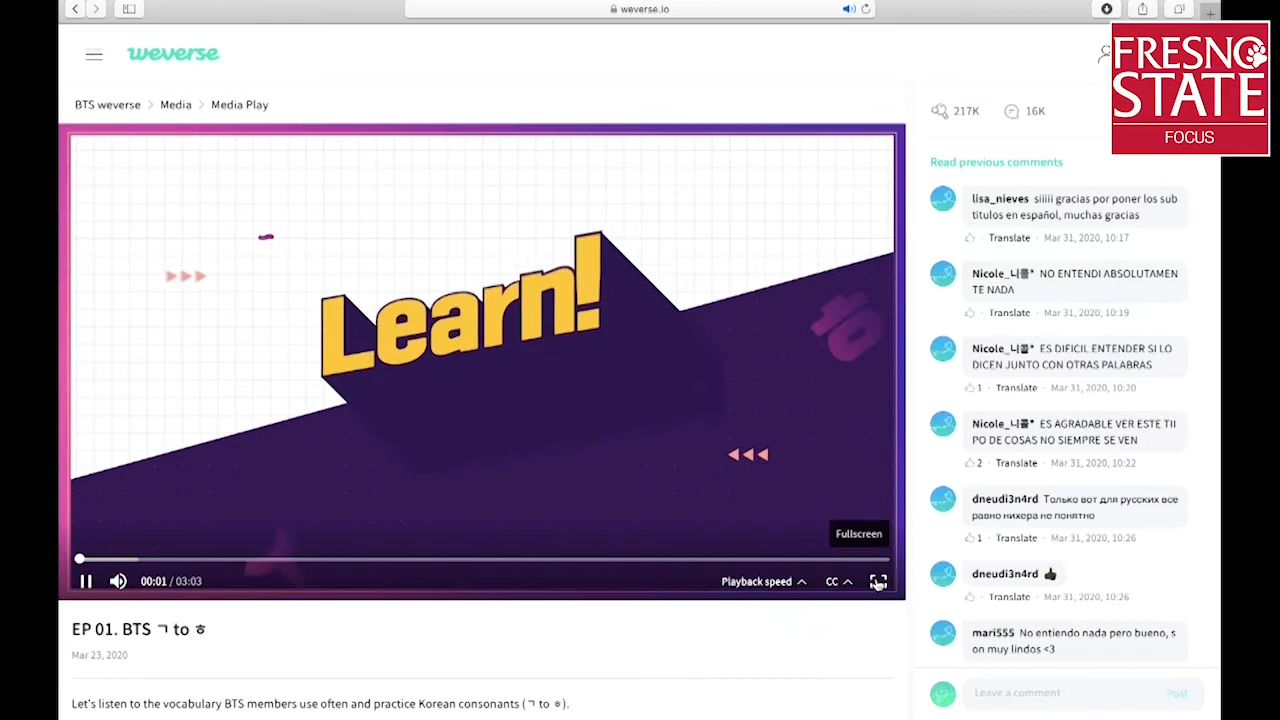 weverse.io
weverse
FRESNO
STATE
FOCUS
BTS weverse > Media > Media Play
217K 16K
Read previous comments
Learn!
ㅎ
lisa_nieves siiiii gracias por poner los sub
titulos en español, muchas gracias
Translate · Mar 31, 2020, 10:17
Nicole_니콜* NO ENTENDI ABSOLUTAMEN
TE NADA
Translate · Mar 31, 2020, 10:19
Nicole_니콜* ES DIFICIL ENTENDER SI LO
DICEN JUNTO CON OTRAS PALABRAS
1 · Translate · Mar 31, 2020, 10:20
Nicole_니콜* ES AGRADABLE VER ESTE TII
PO DE COSAS NO SIEMPRE SE VEN
2 · Translate · Mar 31, 2020, 10:22
dneudi3n4rd Только вот для русских все
равно нихера не понятно
1 · Translate · Mar 31, 2020, 10:26
dneudi3n4rd 👍🏿
Translate · Mar 31, 2020, 10:26
mari555 No entiendo nada pero bueno, s
on muy lindos <3
Leave a comment Post
Fullscreen
00:01 / 03:03 Playback speed CC
EP 01. BTS ㄱ to ㅎ
Mar 23, 2020
Let's listen to the vocabulary BTS members use often and practice Korean consonants (ㄱ to ㅎ).